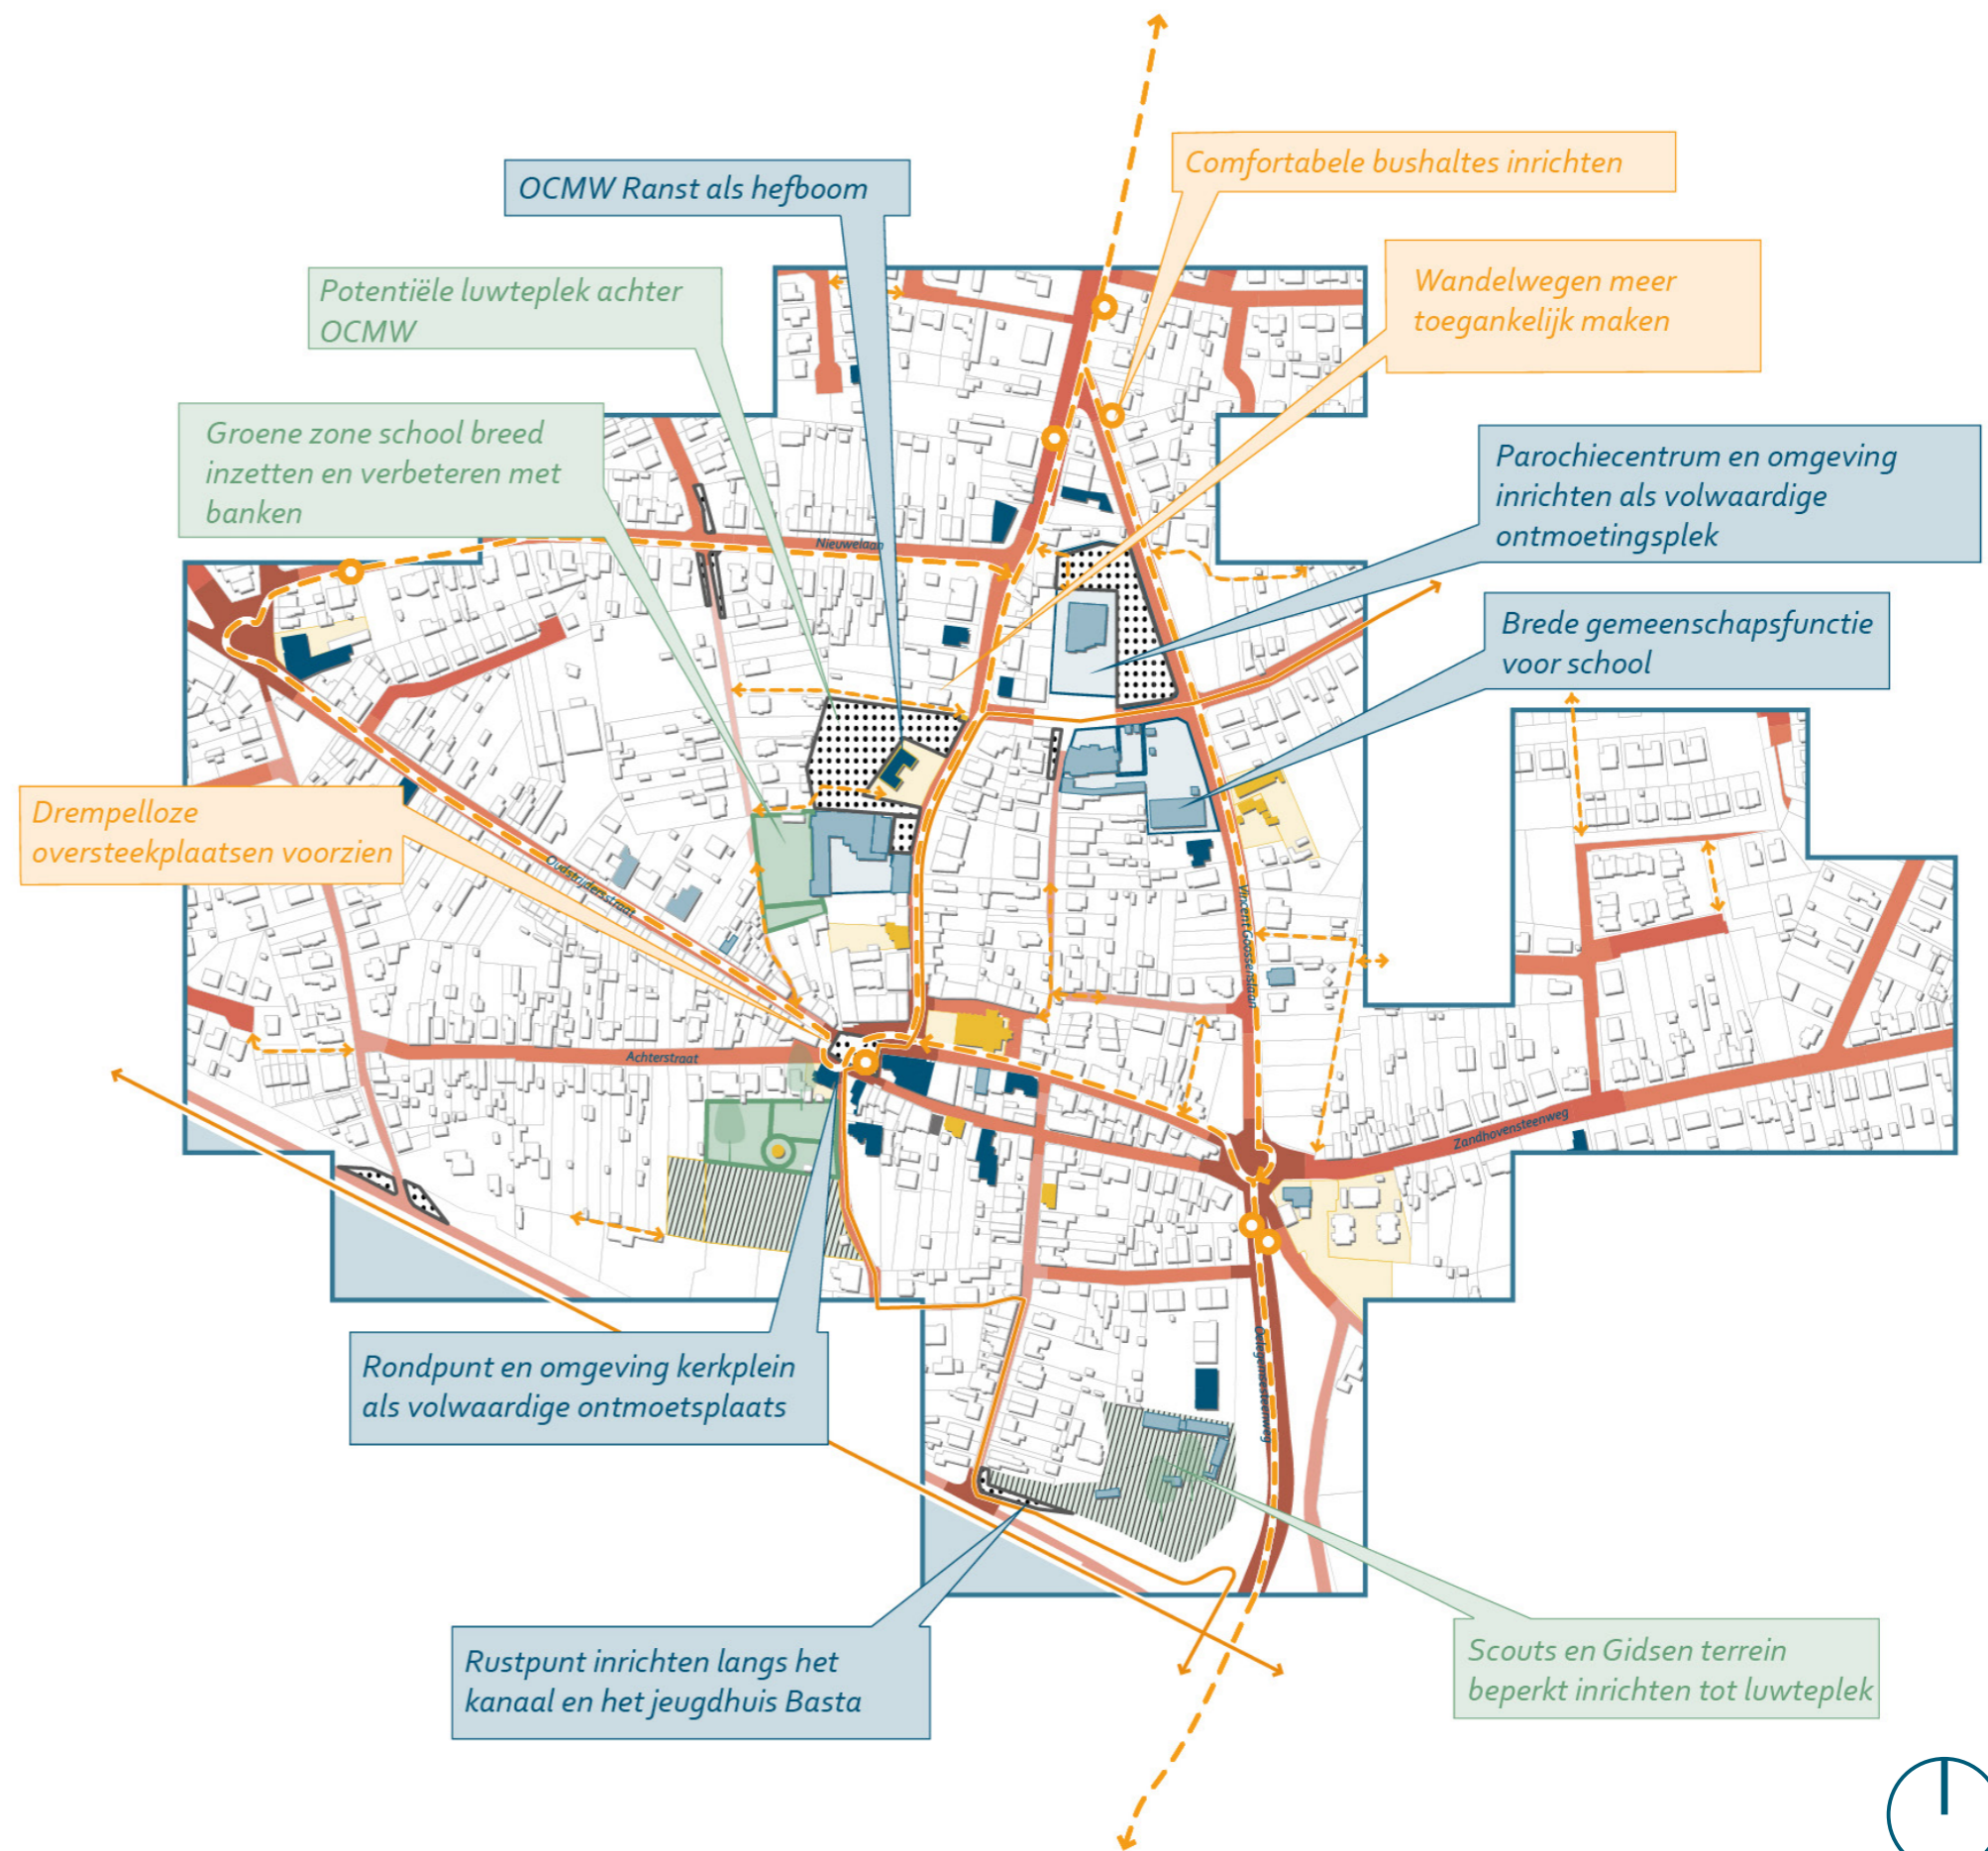 Comfortabele bushaltes inrichten
OCMW Ranst als hefboom
Wandelwegen meer
toegankelijk maken
Potentiële luwteplek achter
OCMW
Groene zone school breed
inzetten en verbeteren met
banken
Parochiecentrum en omgeving
inrichten als volwaardige
ontmoetingsplek
Nieuwelaan
Brede gemeenschapsfunctie
voor school
Drempelloze
oversteekplaatsen voorzien
Oudstrijdersstraat
Vincent Goossenslaan
Achterstraat
Zandhovensteenweg
Rondpunt en omgeving kerkplein
als volwaardige ontmoetsplaats
Oelegemsesteenweg
Rustpunt inrichten langs het
kanaal en het jeugdhuis Basta
Scouts en Gidsen terrein
beperkt inrichten tot luwteplek